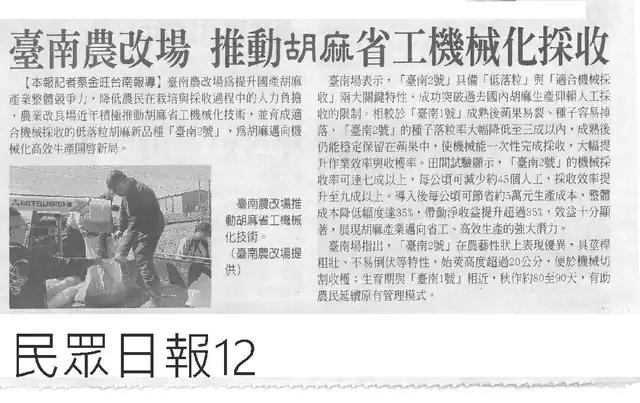 臺南農改場 推動胡麻省工機械化採收
【本報記者蔡金旺台南報導】臺南農改場為提升國產胡麻
產業整體競爭力,降低農民在栽培與採收過程中的人力負擔
,農業改良場近年積極推動胡麻省工機械化技術,並育成適
合機械採收的低落粒胡麻新品種「臺南2號」,為胡麻邁向機
械化高效生產開啓新局。
MITSUBISHI
臺南農改場推
動胡麻省工機械
化技術。
(臺南農改場提
供)
臺南場表示,「臺南2號」具備「低落粒」與「適合機械採
收」兩大關鍵特性,成功突破過去國內胡麻生產仰賴人工採
收的限制。相較於「臺南1號」成熟後蒴果易裂、種子容易掉
落,「臺南2號」的種子落粒率大幅降低至三成以內,成熟後
仍能穩定保留在蒴果中,使機械能一次性完成採收,大幅提
升作業效率與收穫率。田間試驗顯示,「臺南2號」的機械採
收率可達七成以上,每公頃可減少約45個人工,採收效率提
升至九成以上。導入後每公頃可節省約5萬元生產成本,整體
成本降低幅度達35%,帶動淨收益提升超過35%,效益十分顯
著,展現胡麻產業邁向省工、高效生產的強大潛力。
臺南場指出,「臺南2號」在農藝性狀上表現優異,具莖稈
粗壯、不易倒伏等特性,始蒴高度超過20公分,便於機械切
割收穫;生育期與「臺南1號」相近,秋作約80至90天,有助
農民延續原有管理模式。
民眾日報12